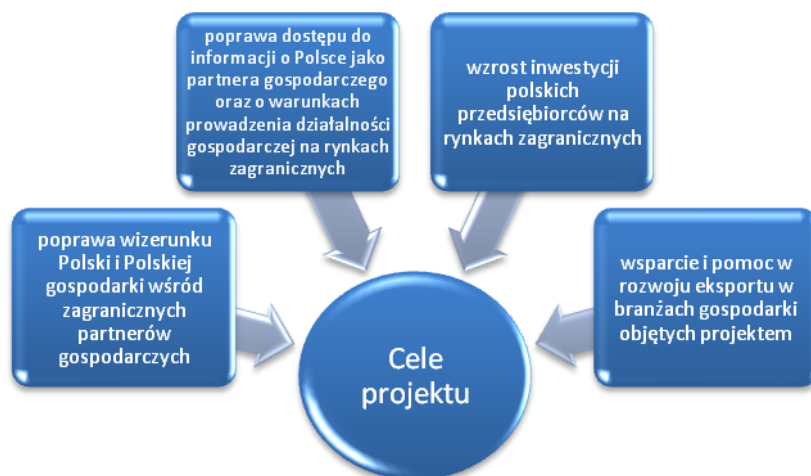 poprawa dostępu do
informacji o Polsce jako
partnera gospodarczego
oraz o warunkach
prowadzenia działalności
gospodarczej na rynkach
zagranicznych
wzrost inwestycji
polskich
przedsiębiorców na
rynkach zagranicznych
poprawa wizerunku
Polski i Polskiej
gospodarki wśród
zagranicznych
partnerów
gospodarczych
wsparcie i pomoc w
rozwoju eksportu w
branżach gospodarki
objętych projektem
Cele
projektu